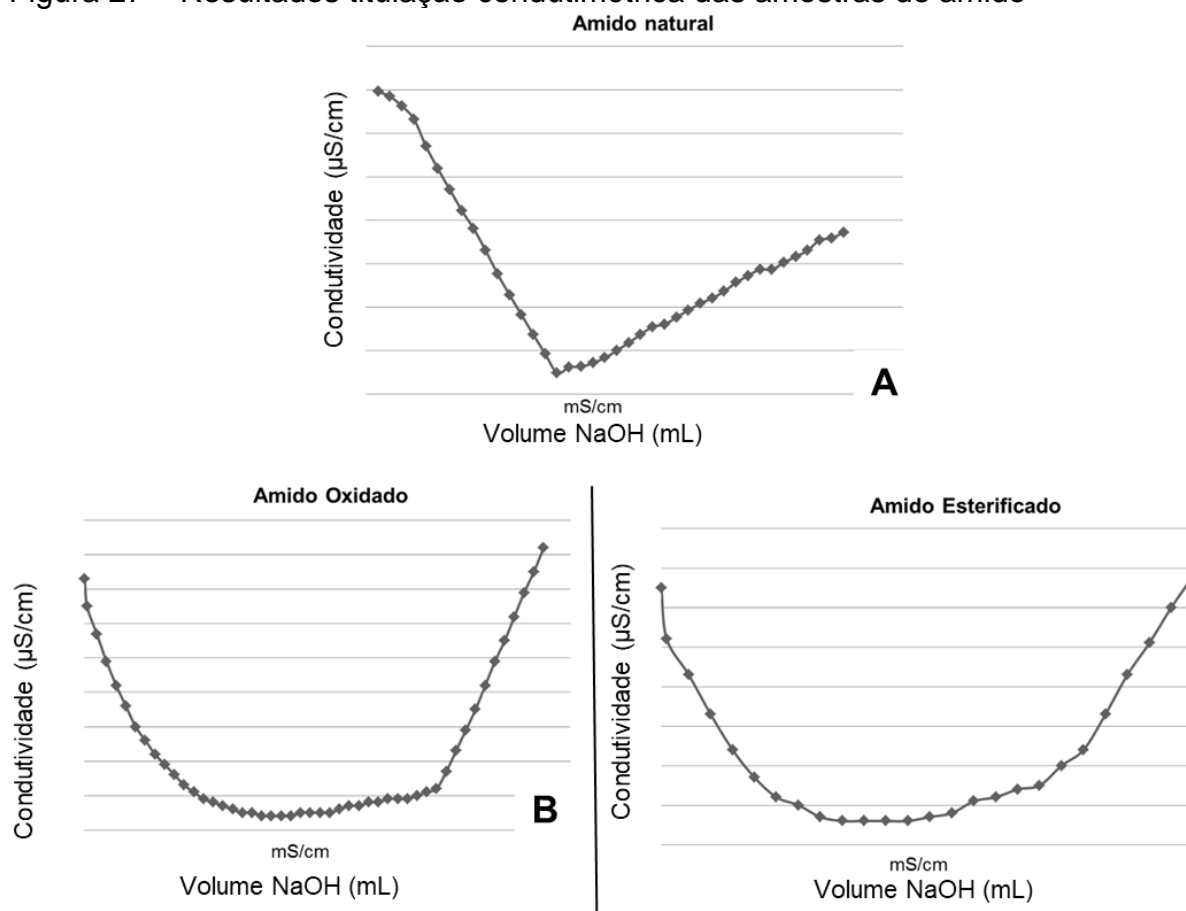 Figura 2. – Resultados titulação condutimétrica das amostras de amido
Amido natural
Condutividade (µS/cm)
mS/cm
Volume NaOH (mL)
A
Amido Oxidado
Condutividade (µS/cm)
mS/cm
Volume NaOH (mL)
B
Amido Esterificado
Condutividade (µS/cm)
mS/cm
Volume NaOH (mL)